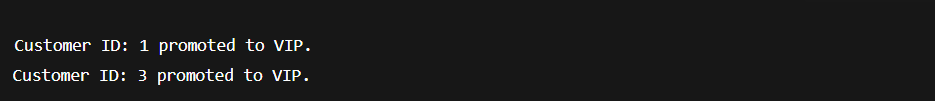 Customer ID: 1 promoted to VIP.
Customer ID: 3 promoted to VIP.